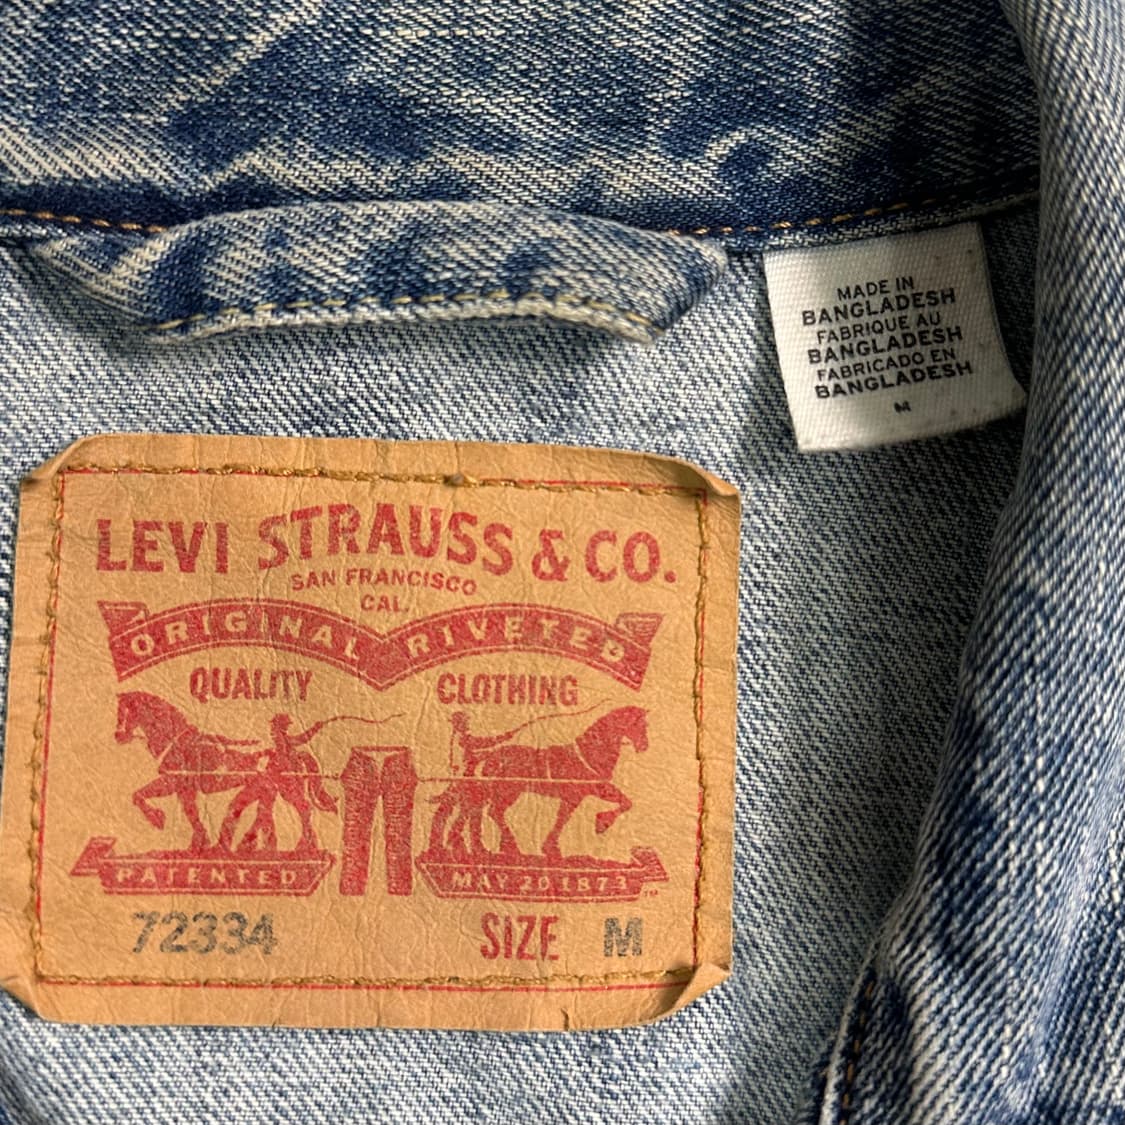 MADE IN
BANGLADESH
FABRIQUE AU
BANGLADESH
FABRICADO EN
BANGLADESH
M
LEVI STRAUSS & CO.
SAN FRANCISCO
CAL.
ORIGINAL RIVETED
QUALITY CLOTHING
PATENTED MAY 20 1873 ™
72334 SIZE M